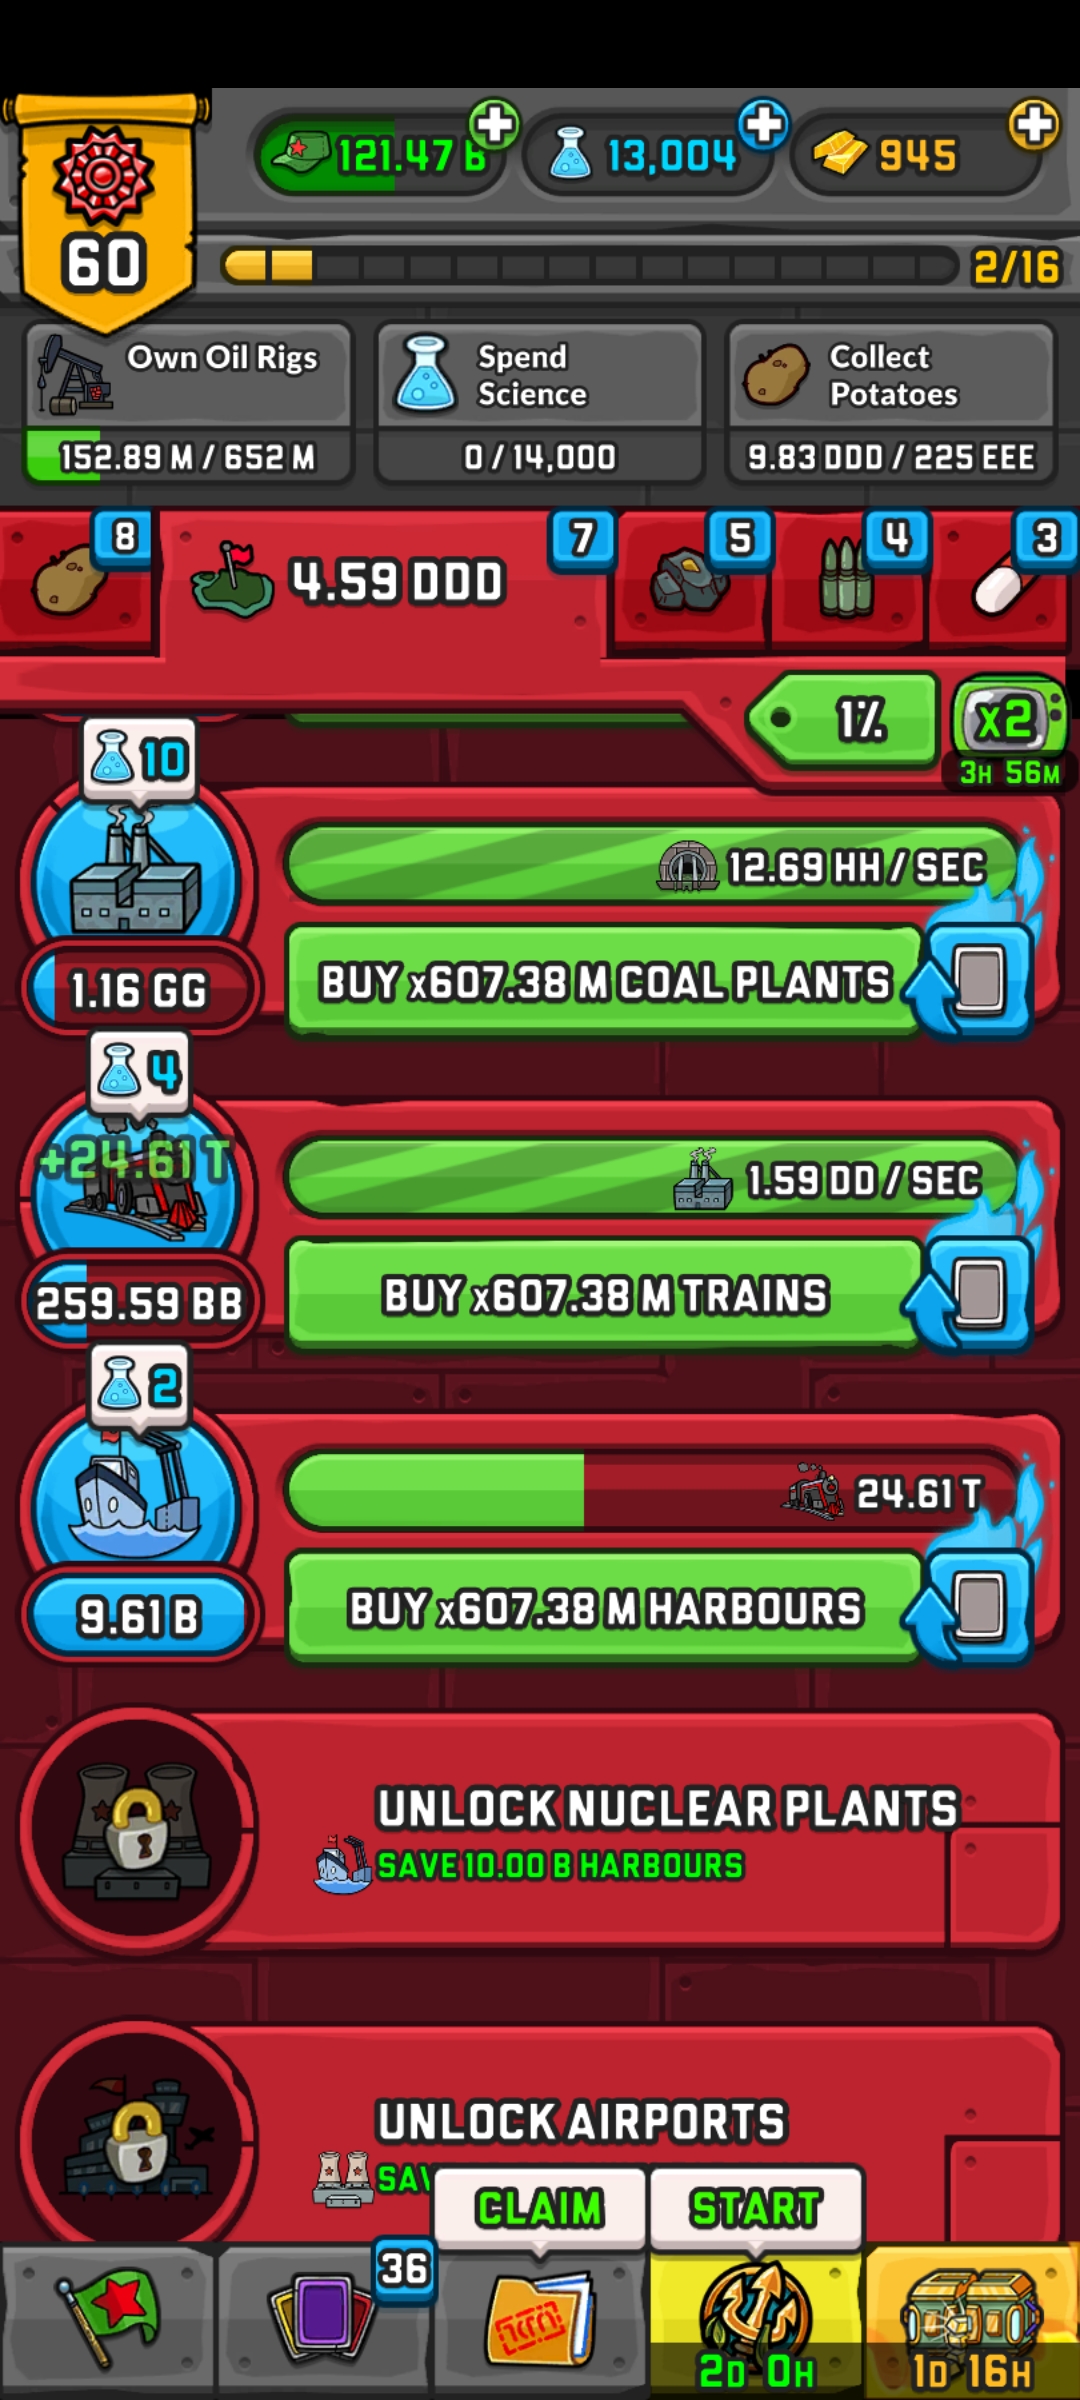 121.47 B
13,004
945
60
2/16
Own Oil Rigs
152.89 M / 652 M
Spend
Science
0 / 14,000
Collect
Potatoes
9.83 DDD / 225 EEE
8
4.59 DDD
7
5
4
3
1%
x2
3H 56M
10
12.69 HH / SEC
1.16 GG
BUY x607.38 M COAL PLANTS
4
+24.61 T
1.59 DD / SEC
259.59 BB
BUY x607.38 M TRAINS
2
24.61 T
9.61 B
BUY x607.38 M HARBOURS
UNLOCK NUCLEAR PLANTS
SAVE 10.00 B HARBOURS
UNLOCK AIRPORTS
CLAIM
START
36
2D 0H
1D 16H